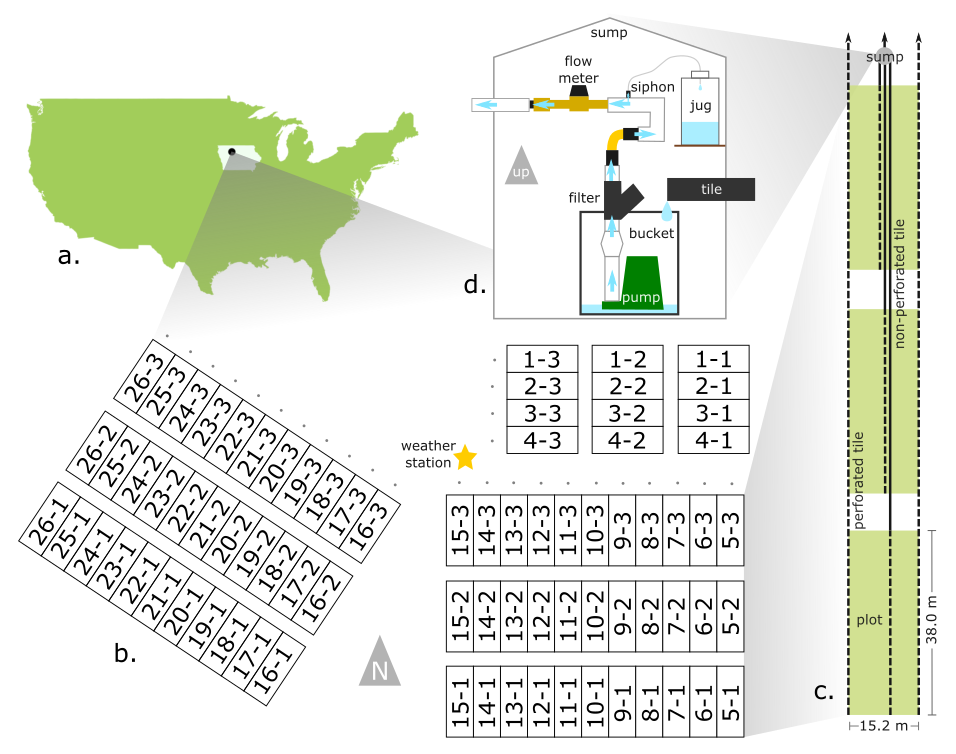 a.
sump
flow
meter
siphon
jug
up
filter
tile
bucket
pump
d.
26-3
25-3
24-3
23-3
22-3
21-3
20-3
19-3
18-3
17-3
16-3
26-2
25-2
24-2
23-2
22-2
21-2
20-2
19-2
18-2
17-2
16-2
26-1
25-1
24-1
23-1
22-1
21-1
20-1
19-1
18-1
17-1
16-1
b.
N
weather
station
1-3 1-2 1-1
2-3 2-2 2-1
3-3 3-2 3-1
4-3 4-2 4-1
15-3 14-3 13-3 12-3 11-3 10-3 9-3 8-3 7-3 6-3 5-3
15-2 14-2 13-2 12-2 11-2 10-2 9-2 8-2 7-2 6-2 5-2
15-1 14-1 13-1 12-1 11-1 10-1 9-1 8-1 7-1 6-1 5-1
sump
non-perforated tile
perforated tile
plot
38.0 m
15.2 m
c.